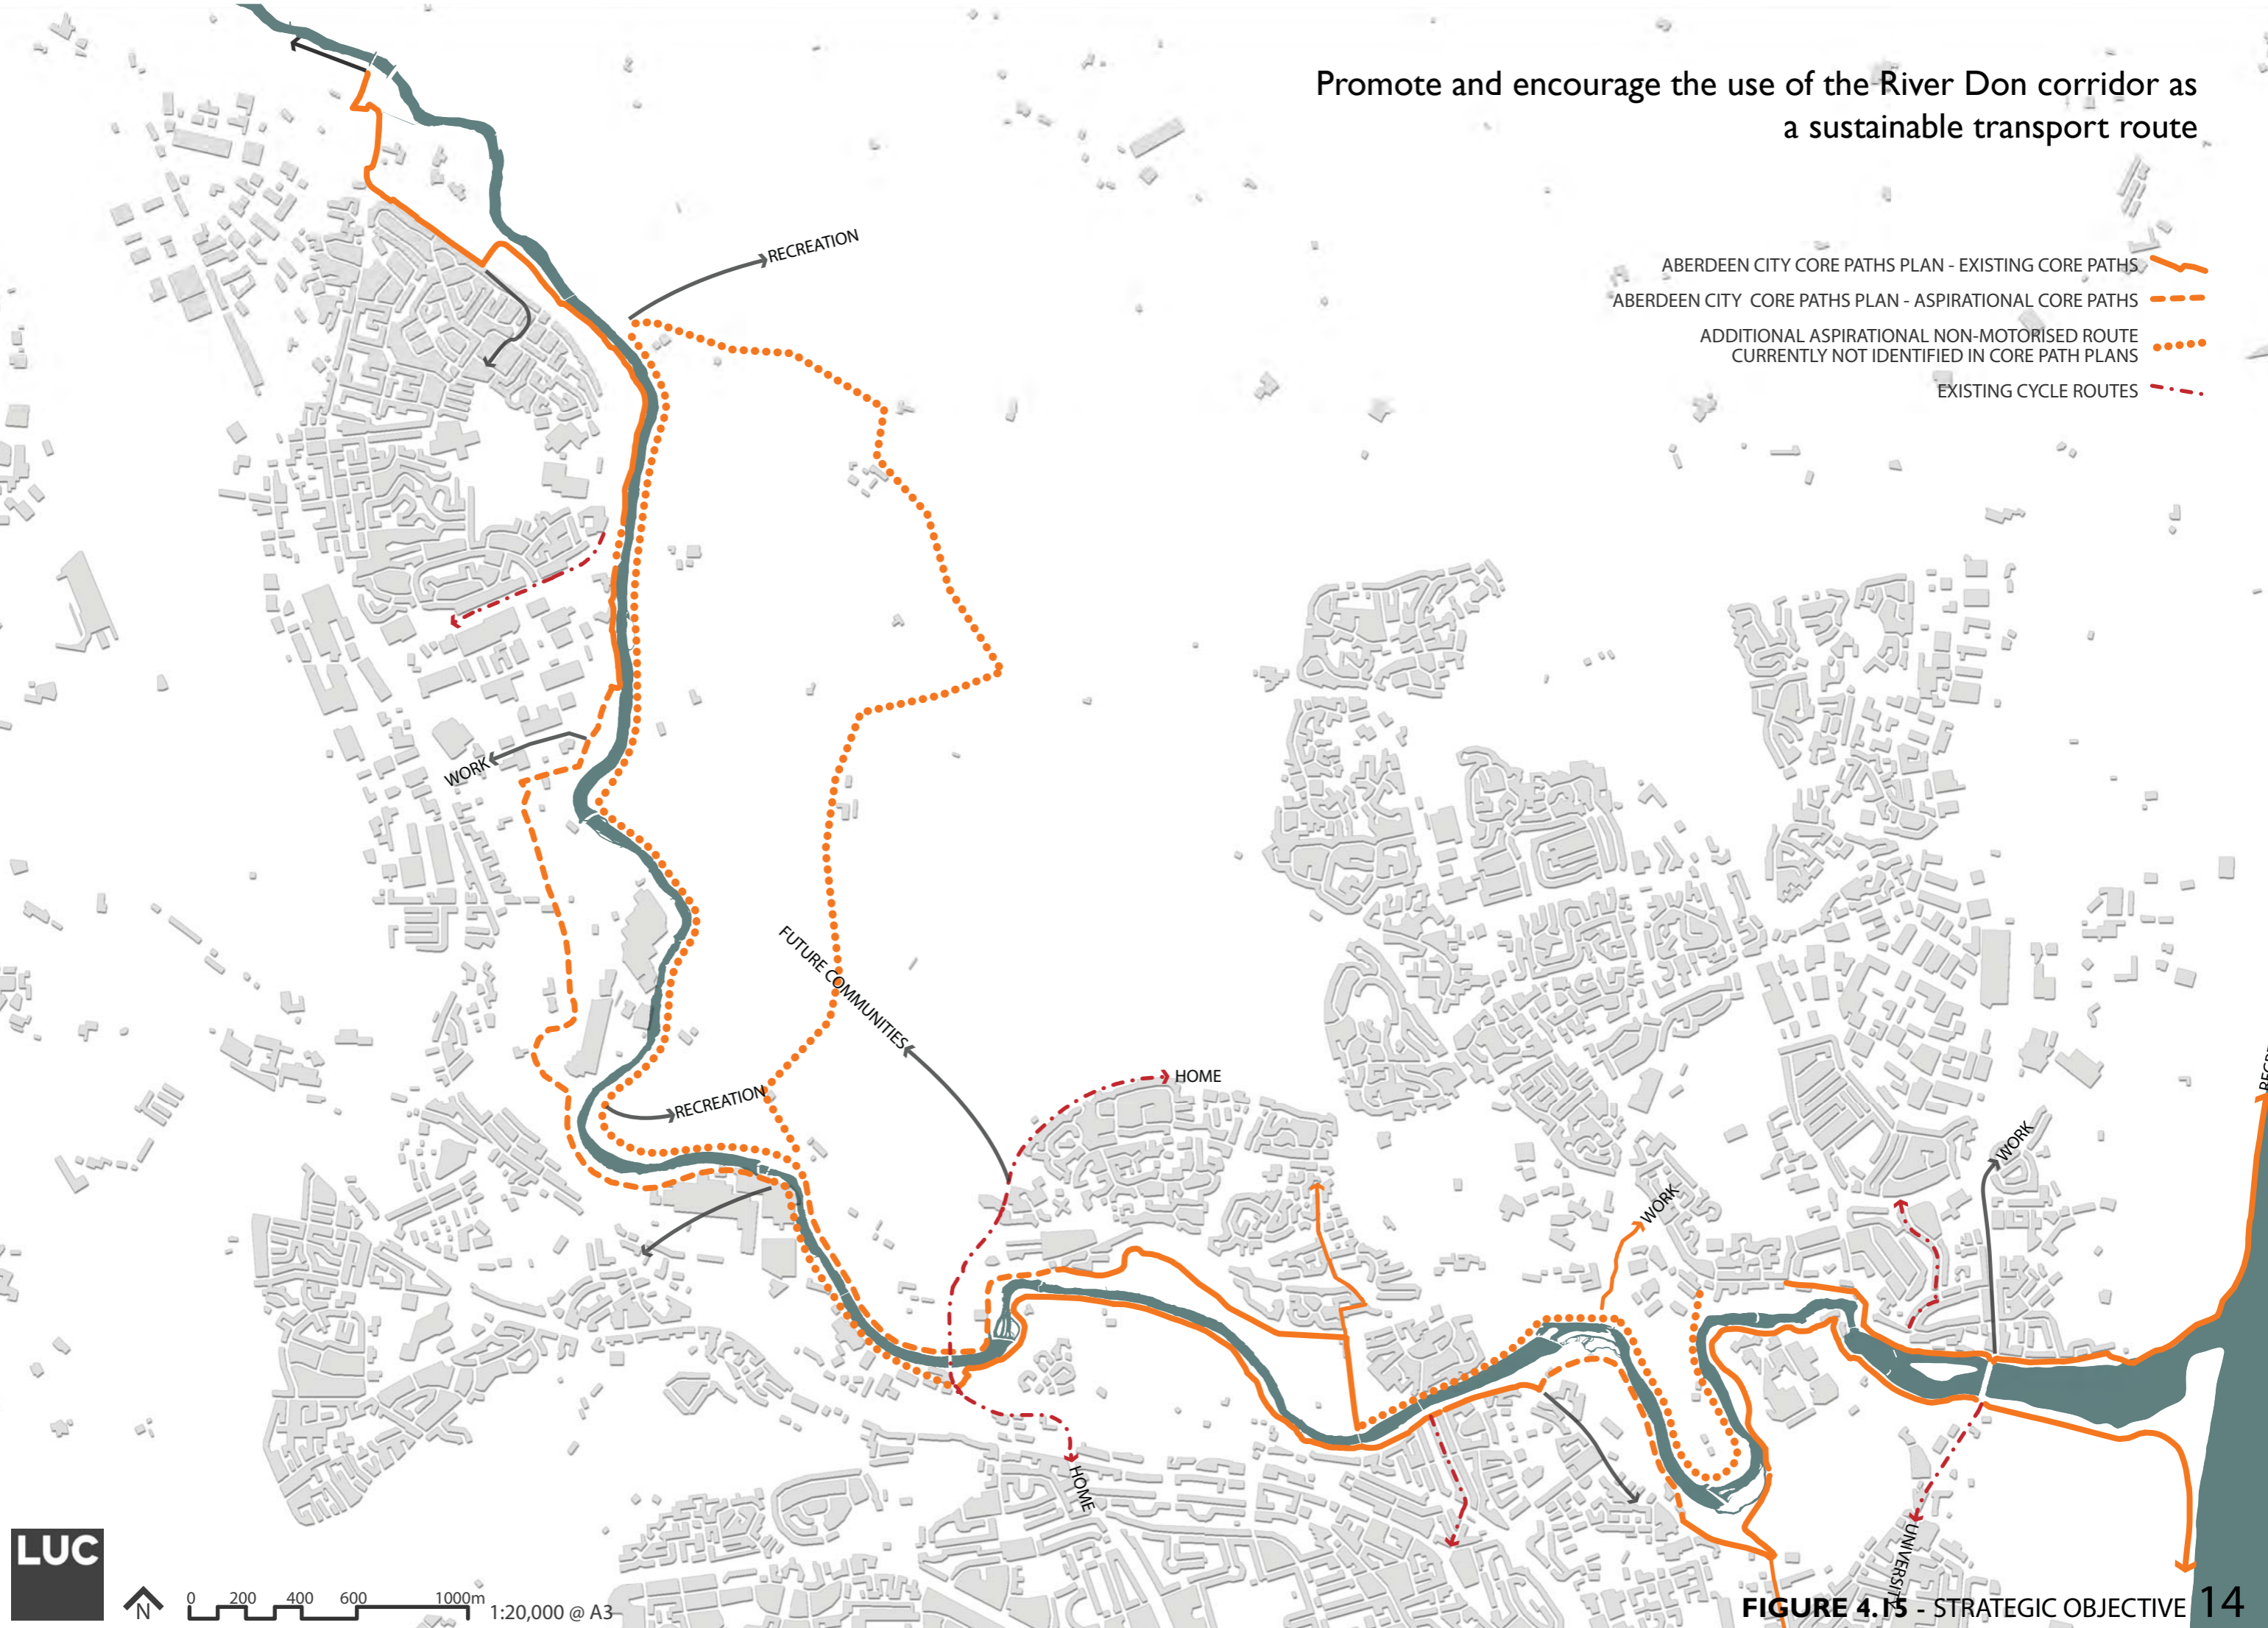 Promote and encourage the use of the River Don corridor as
a sustainable transport route
ABERDEEN CITY CORE PATHS PLAN - EXISTING CORE PATHS
ABERDEEN CITY CORE PATHS PLAN - ASPIRATIONAL CORE PATHS
ADDITIONAL ASPIRATIONAL NON-MOTORISED ROUTE
CURRENTLY NOT IDENTIFIED IN CORE PATH PLANS
EXISTING CYCLE ROUTES
RECREATION
WORK
FUTURE COMMUNITIES
RECREATION
HOME
WORK
WORK
HOME
UNIVERSITY
LUC
N
0 200 400 600 1000m
1:20,000 @ A3
FIGURE 4.15 - STRATEGIC OBJECTIVE 14